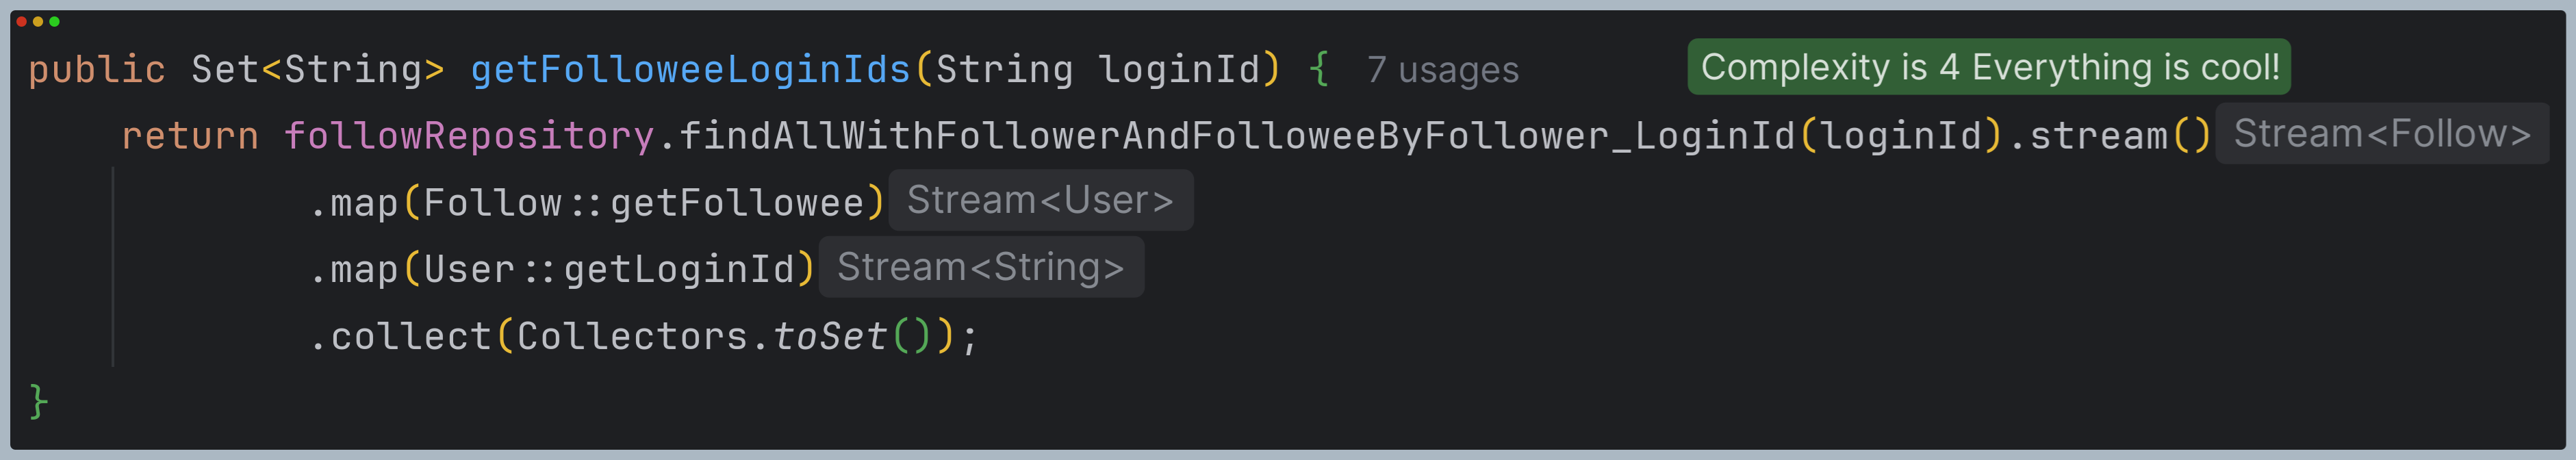 public Set<String> getFolloweeLoginIds(String loginId) { 7 usages Complexity is 4 Everything is cool!
return followRepository.findAllWithFollowerAndFolloweeByFollower_LoginId(loginId).stream() Stream<Follow>
.map(Follow::getFollowee) Stream<User>
.map(User::getLoginId) Stream<String>
.collect(Collectors.toSet());
}